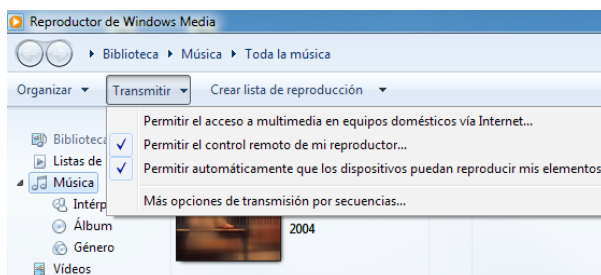 Reproductor de Windows Media
Biblioteca Música Toda la música
Organizar Transmitir Crear lista de reproducción
Permitir el acceso a multimedia en equipos domésticos vía Internet...
Permitir el control remoto de mi reproductor...
Permitir automáticamente que los dispositivos puedan reproducir mis elementos
Más opciones de transmisión por secuencias...
Biblioteca
Listas de
Música
Intérp
Álbum
Género
Vídeos
2004